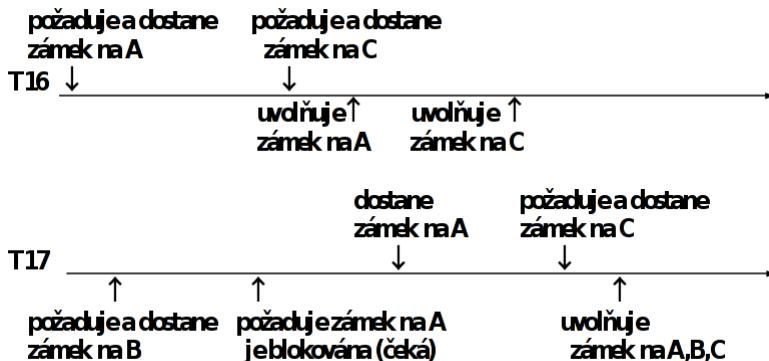 požaduje a dostane
zámek na A
požaduje a dostane
zámek na C
T16
uvolňuje
zámek na A
uvolňuje
zámek na C
dostane
zámek na A
požaduje a dostane
zámek na C
T17
požaduje a dostane
zámek na B
požaduje zámek na A
je blokována (čeká)
uvolňuje
zámek na A,B,C